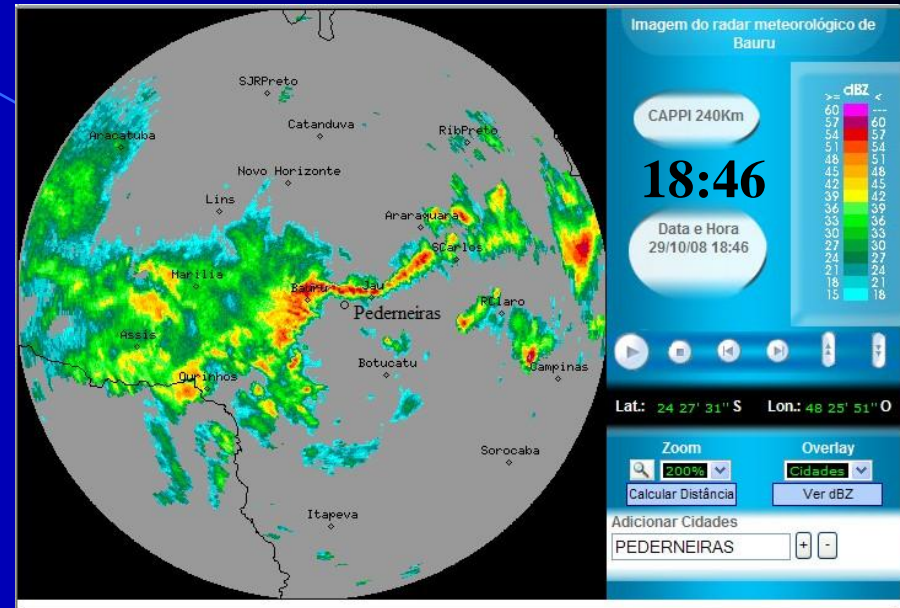 SJRPreto
Catanduva
RibPreto
Aracatuba
Novo Horizonte
Lins
Araraquara
SCarlos
Marilia
Bauru
Jau
RClaro
Pederneiras
Assis
Botucatu
Campinas
Ourinhos
Sorocaba
Itapeva
Imagem do radar meteorológico de
Bauru
CAPPI 240Km
18:46
Data e Hora
29/10/08 18:46
>= dBZ <
60 ---
57 60
54 57
51 54
48 51
45 48
42 45
39 42
36 39
33 36
30 33
27 30
24 27
21 24
18 21
15 18
Lat.: 24 27' 31" S Lon.: 48 25' 51" O
Zoom Overlay
200% Cidades
Calcular Distância Ver dBZ
Adicionar Cidades
PEDERNEIRAS + -